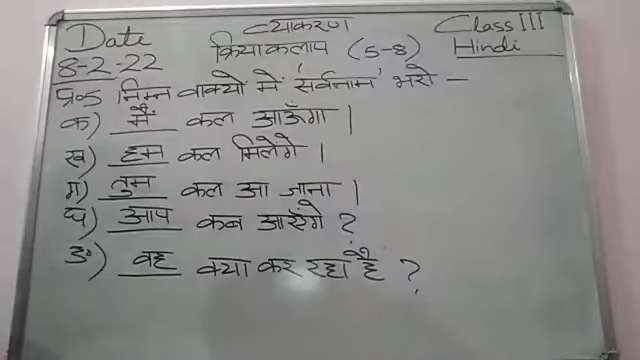 Date
व्याकरण
Class III
क्रियाकलाप (5-8)
Hindi
8-2-22
प्र०5 निम्न वाक्यों में 'सर्वनाम' भरो —
क) मैं कल आऊँगा |
ख) हम कल मिलेगे |
ग) तुम कल आ जाना |
घ) आप कब आएंगे ?
ङ) वह क्या कर रहा है ?